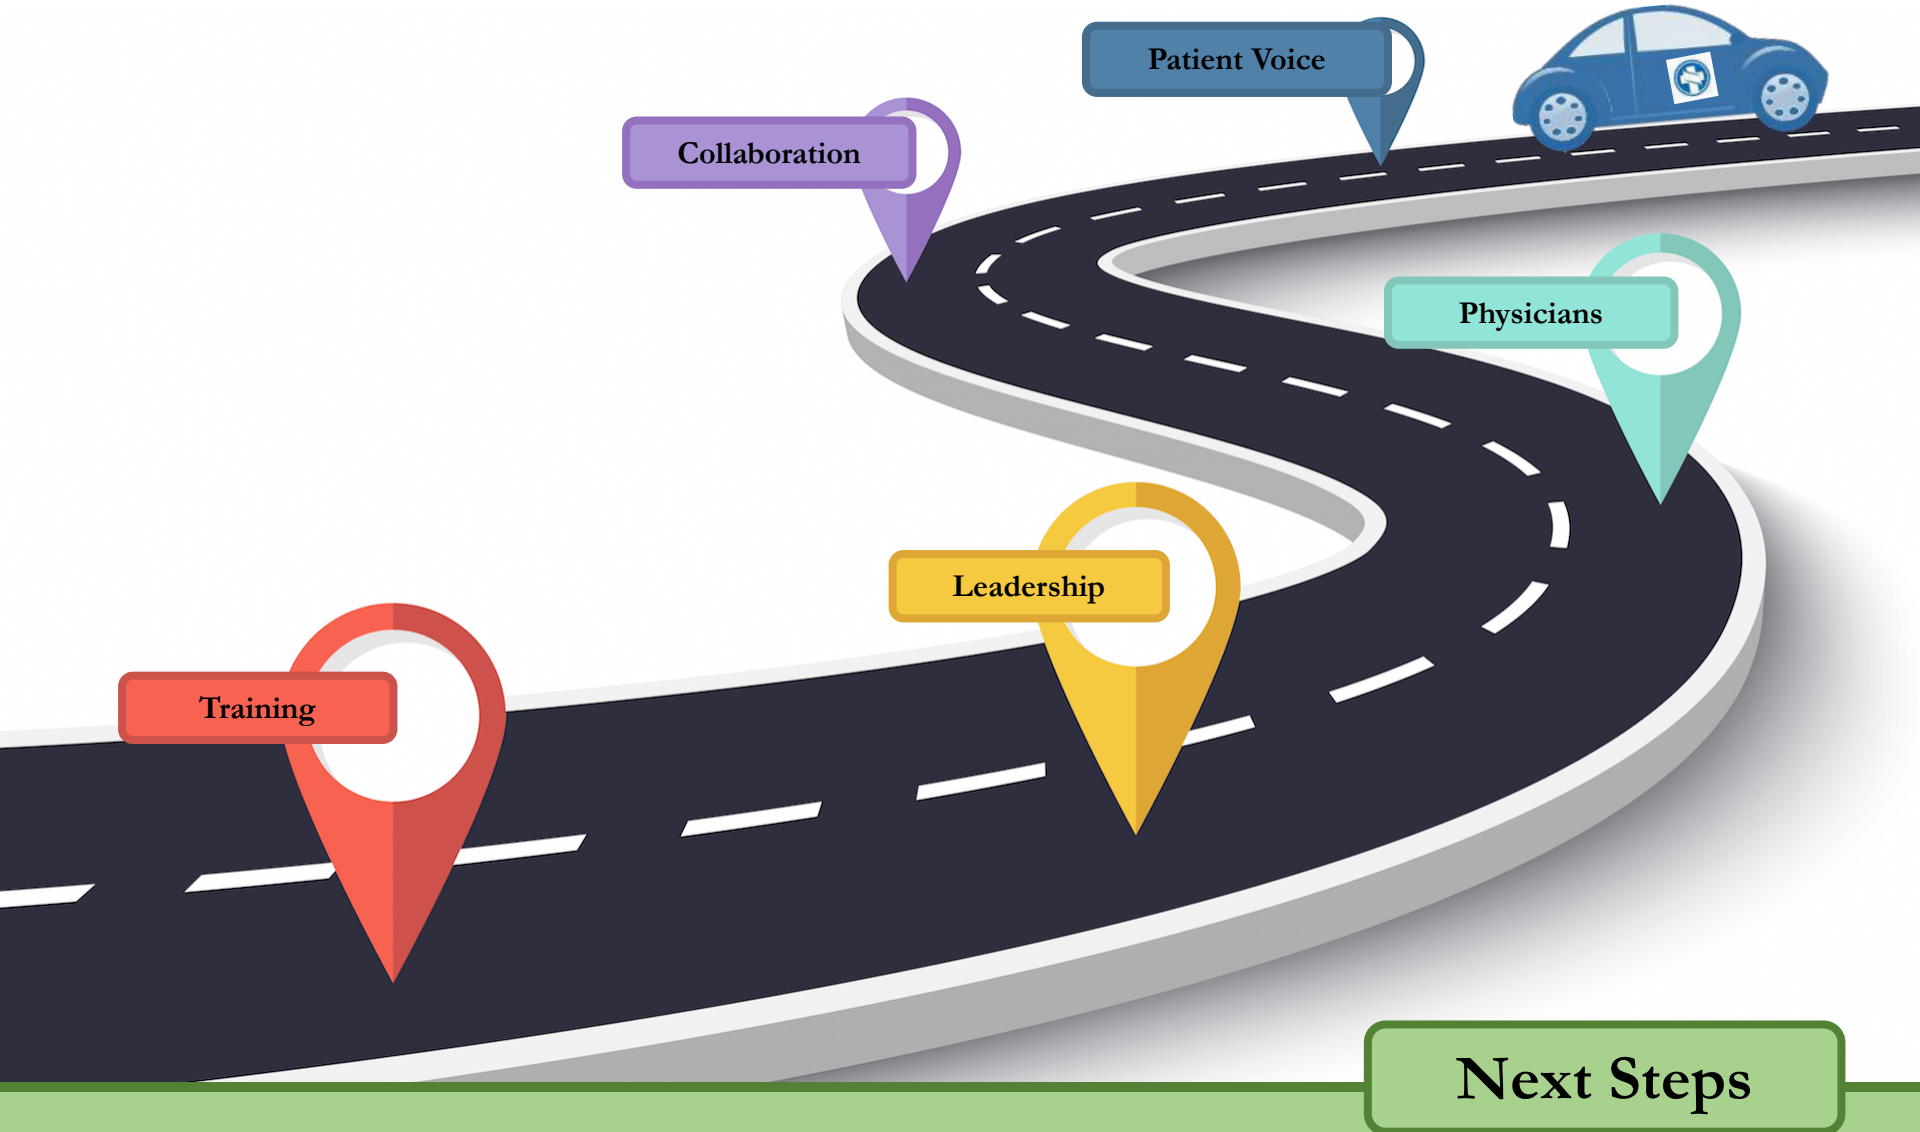 Patient Voice
Collaboration
Physicians
Leadership
Training
Next Steps